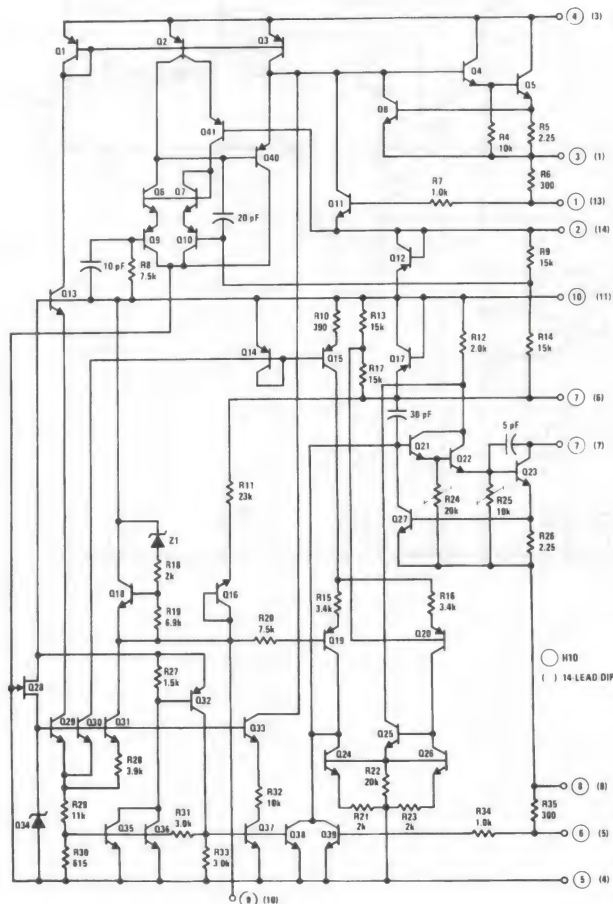 4 (3)
Q1
Q2
Q3
Q4
Q5
Q8
R4
10k
R5
2.25
3 (1)
Q41
Q40
R6
300
R7
1.0k
1 (13)
Q6
Q7
Q11
20 pF
2 (14)
Q9
Q10
Q12
R9
15k
10 pF
R8
7.5k
Q13
10 (11)
R10
390
R13
15k
R12
2.0k
R14
15k
Q14
Q15
Q17
R17
15k
7 (6)
30 pF
5 pF
7 (7)
Q21
Q22
Q23
R11
23k
R24
20k
R25
10k
Q27
R26
2.25
Z1
R18
2k
Q18
R19
6.9k
Q16
R15
3.4k
R16
3.4k
R20
7.5k
Q19
Q20
H10
( ) 14-LEAD DIP
R27
1.5k
Q28
Q32
Q29
Q30
Q31
Q33
Q25
Q24
Q26
R28
3.9k
R22
20k
8 (8)
R32
10k
R29
11k
R21
2k
R23
2k
R35
300
Q34
R31
3.0k
R34
1.0k
Q35
Q36
Q37
Q38
Q39
6 (5)
R30
615
R33
3.0k
5 (4)
9 (10)